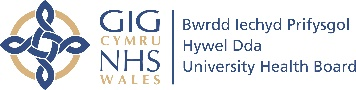 GIG
CYMRU
NHS
WALES
Bwrdd Iechyd Prifysgol
Hywel Dda
University Health Board